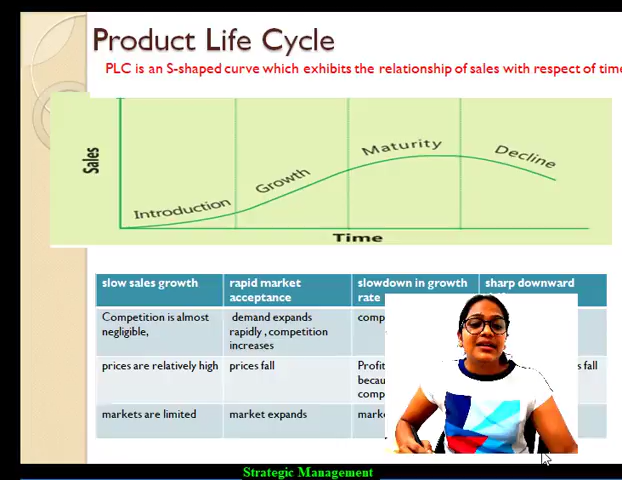 Product Life Cycle
PLC is an S-shaped curve which exhibits the relationship of sales with respect of time
Sales
Introduction
Growth
Maturity
Decline
Time
slow sales growth
rapid market
acceptance
slowdown in growth
rate
sharp downward
Competition is almost
negligible,
demand expands
rapidly , competition
increases
prices are relatively high
prices fall
Profit
fall
markets are limited
market expands
Strategic Management